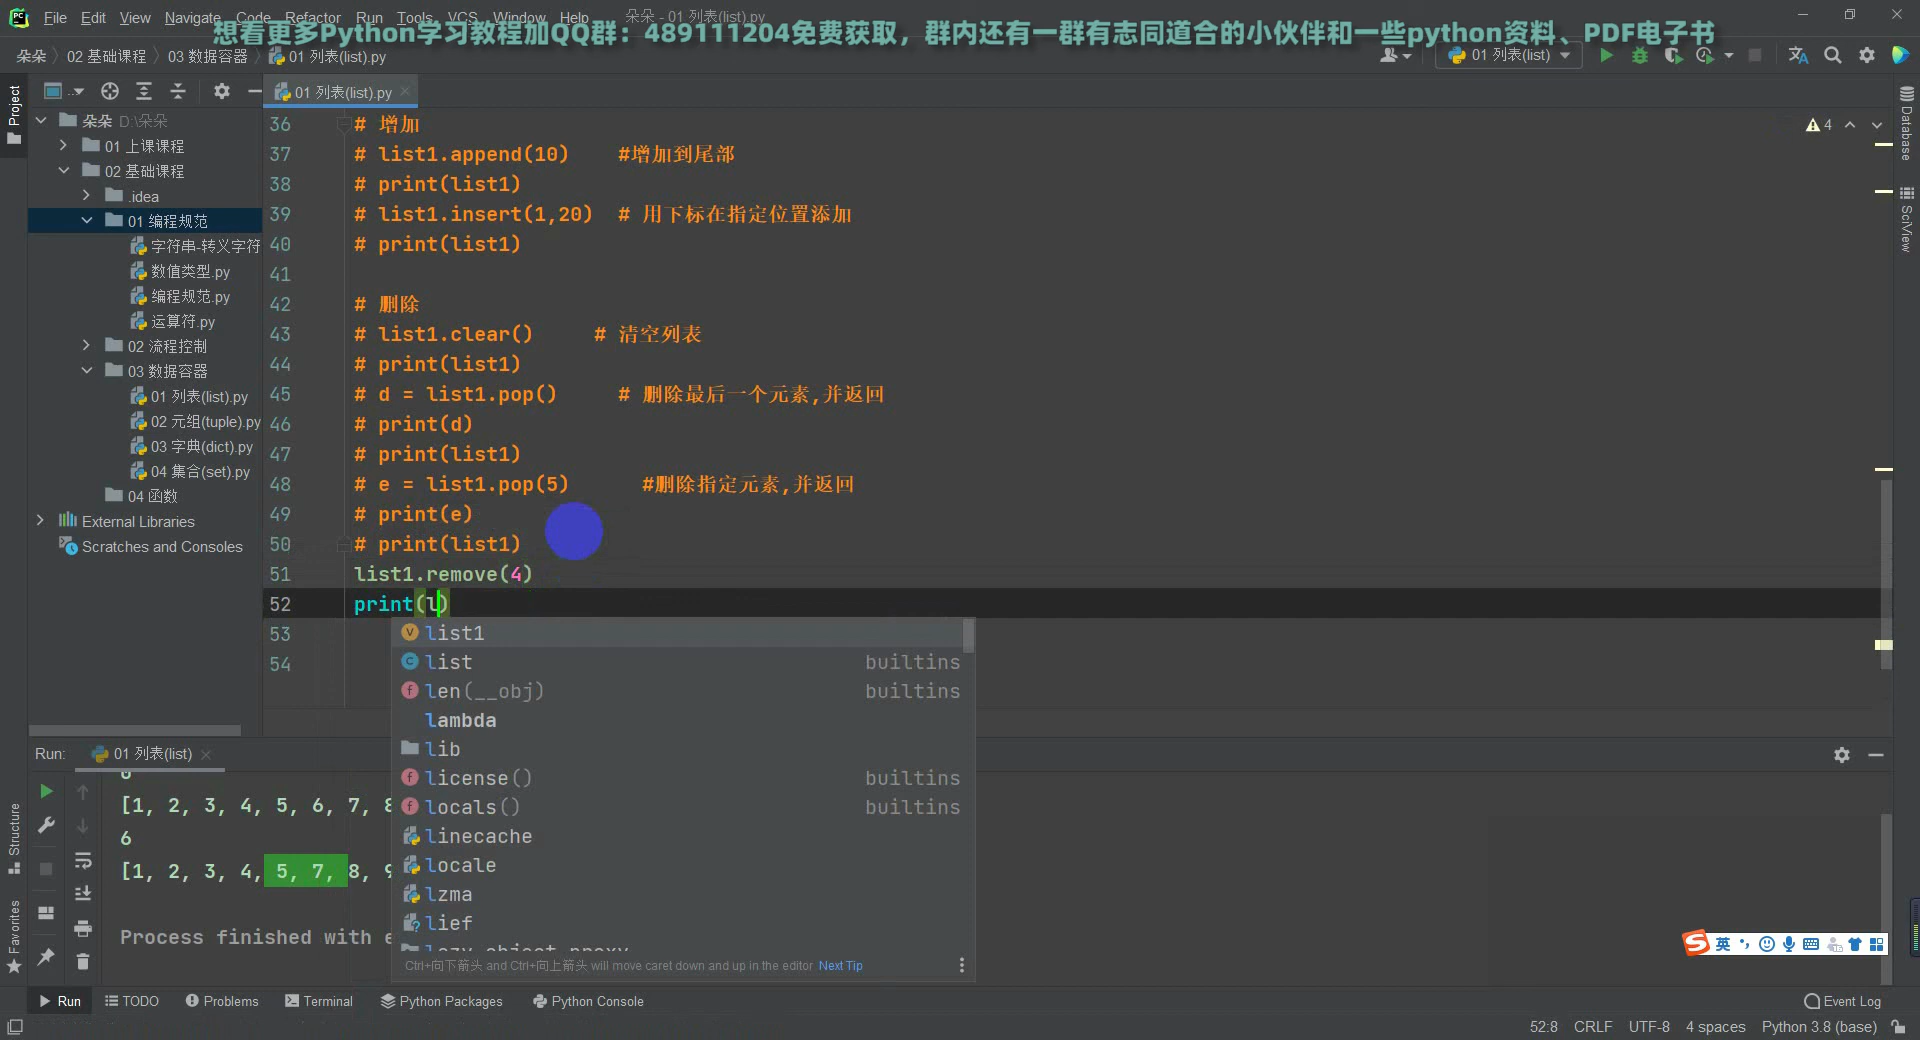 File Edit View Navigate Code Refactor Run Tools VCS Window Help 朵朵 - 01 列表(list).py
想看更多Python学习教程加QQ群：489111204免费获取，群内还有一群有志同道合的小伙伴和一些python资料、PDF电子书
朵朵 02 基础课程 03 数据容器 01 列表(list).py
01 列表(list)
Project
01 列表(list).py
朵朵 D:\朵朵
01 上课课程
02 基础课程
.idea
01 编程规范
字符串-转义字符
数值类型.py
编程规范.py
运算符.py
02 流程控制
03 数据容器
01 列表(list).py
02 元组(tuple).py
03 字典(dict).py
04 集合(set).py
04 函数
External Libraries
Scratches and Consoles
36 # 增加
37 # list1.append(10) #增加到尾部
38 # print(list1)
39 # list1.insert(1,20) # 用下标在指定位置添加
40 # print(list1)
41
42 # 删除
43 # list1.clear() # 清空列表
44 # print(list1)
45 # d = list1.pop() # 删除最后一个元素,并返回
46 # print(d)
47 # print(list1)
48 # e = list1.pop(5) #删除指定元素,并返回
49 # print(e)
50 # print(list1)
51 list1.remove(4)
52 print(l)
53
54
4
Database
SciView
list1
list builtins
len(__obj) builtins
lambda
lib
license() builtins
locals() builtins
linecache
locale
lzma
lief
Ctrl+向下箭头 and Ctrl+向上箭头 will move caret down and up in the editor Next Tip
Run: 01 列表(list)
[1, 2, 3, 4, 5, 6, 7, 8
6
[1, 2, 3, 4, 5, 7, 8, 9
Process finished with e
Structure
Favorites
英
Run TODO Problems Terminal Python Packages Python Console Event Log
52:8 CRLF UTF-8 4 spaces Python 3.8 (base)